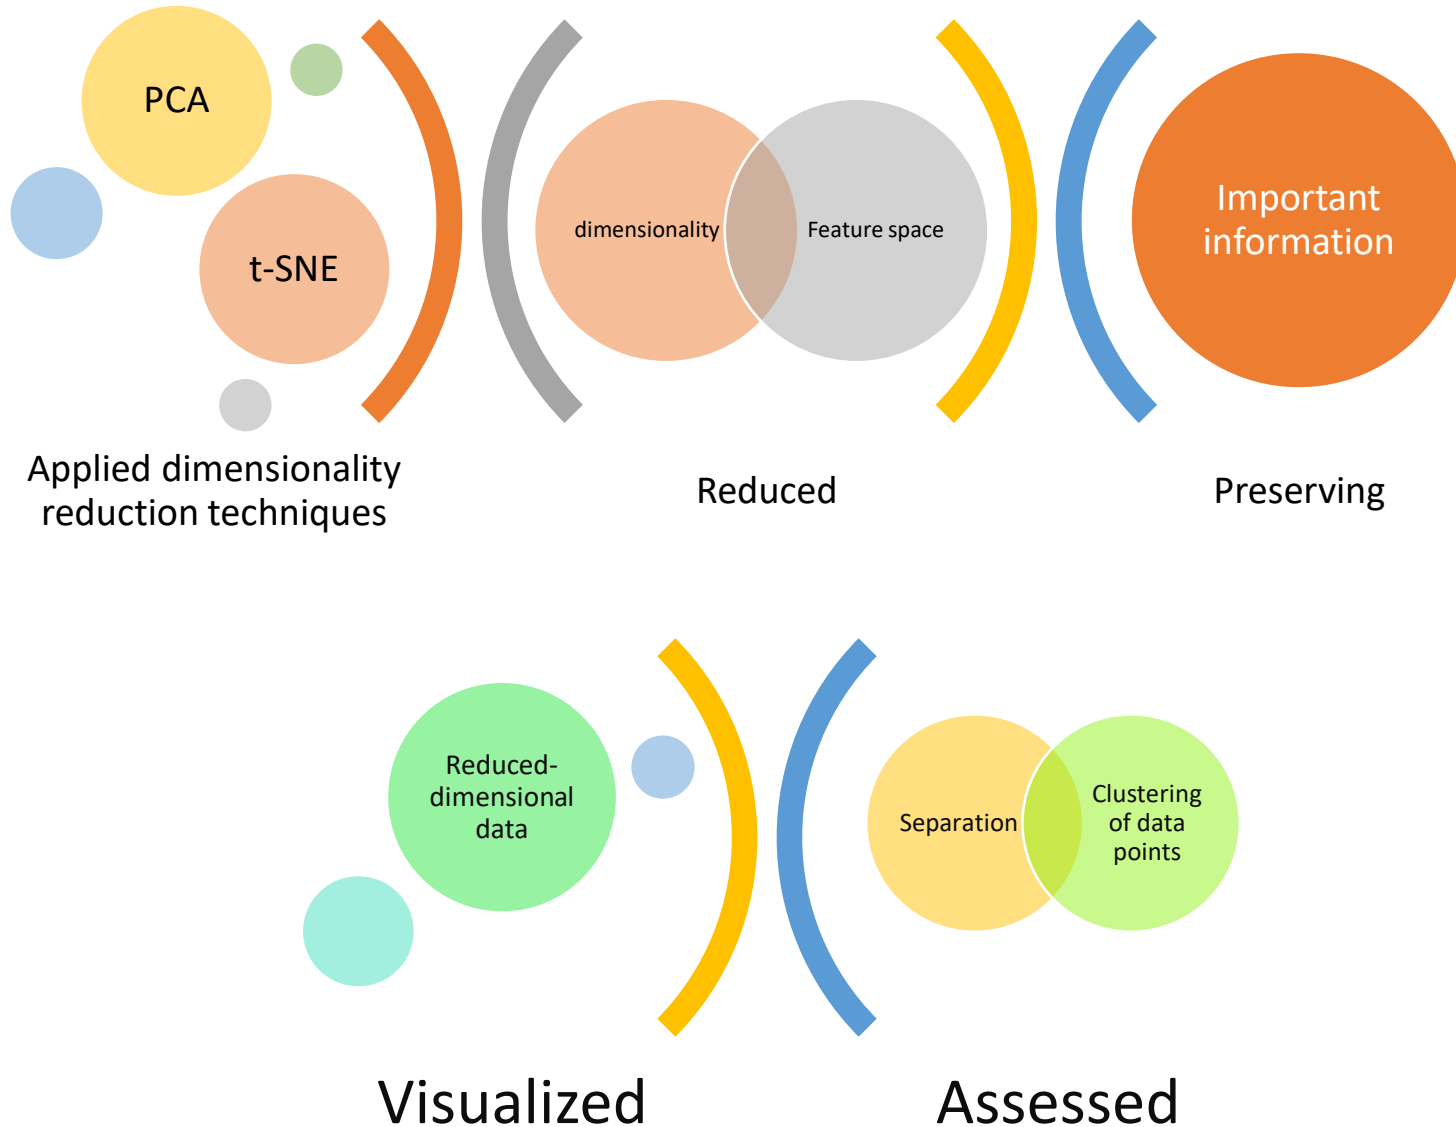 PCA
t-SNE
Applied dimensionality
reduction techniques
dimensionality
Feature space
Reduced
Important
information
Preserving
Reduced-
dimensional
data
Visualized
Separation
Clustering
of data
points
Assessed